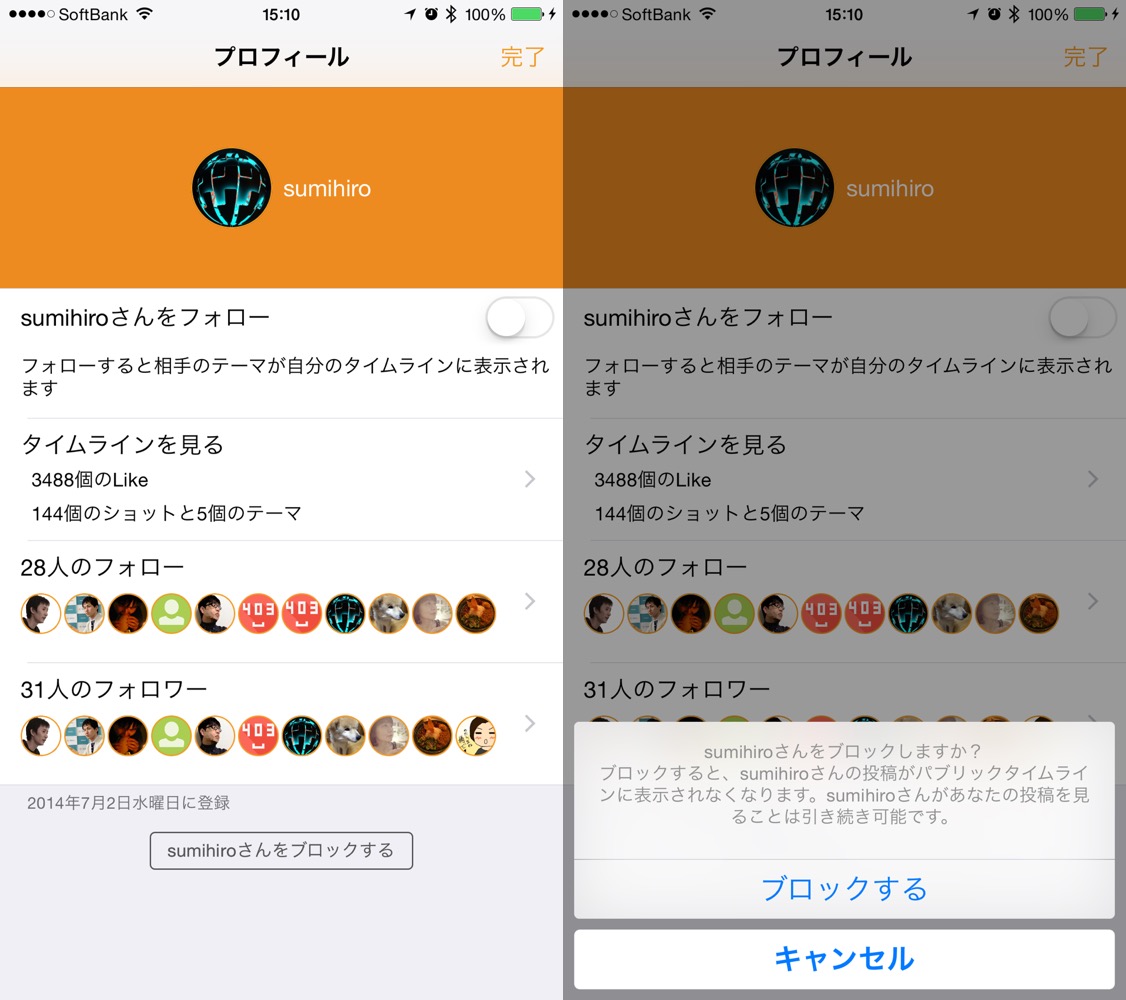 SoftBank 15:10 100%
プロフィール 完了
sumihiro
sumihiroさんをフォロー
フォローすると相手のテーマが自分のタイムラインに表示され
ます
タイムラインを見る
3488個のLike
144個のショットと5個のテーマ
28人のフォロー
403 403
31人のフォロワー
403
2014年7月2日水曜日に登録
sumihiroさんをブロックする
SoftBank 15:10 100%
プロフィール 完了
sumihiro
sumihiroさんをフォロー
フォローすると相手のテーマが自分のタイムラインに表示され
ます
タイムラインを見る
3488個のLike
144個のショットと5個のテーマ
28人のフォロー
403 403
31人のフォロワー
sumihiroさんをブロックしますか？
ブロックすると、sumihiroさんの投稿がパブリックタイムライ
ンに表示されなくなります。sumihiroさんがあなたの投稿を見
ることは引き続き可能です。
ブロックする
キャンセル